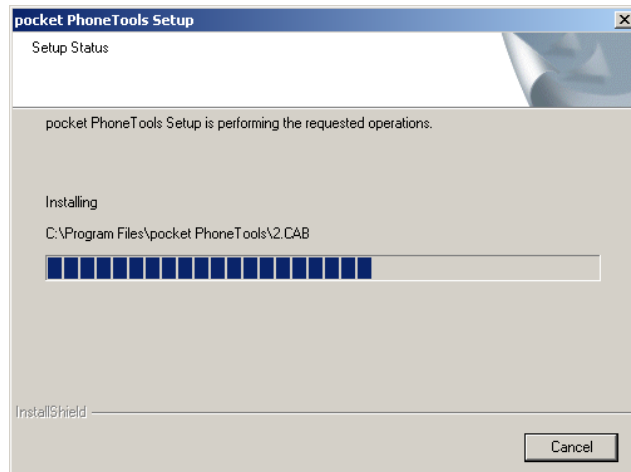 pocket PhoneTools Setup
Setup Status
pocket PhoneTools Setup is performing the requested operations.
Installing
C:\Program Files\pocket PhoneTools\2.CAB
InstallShield
Cancel